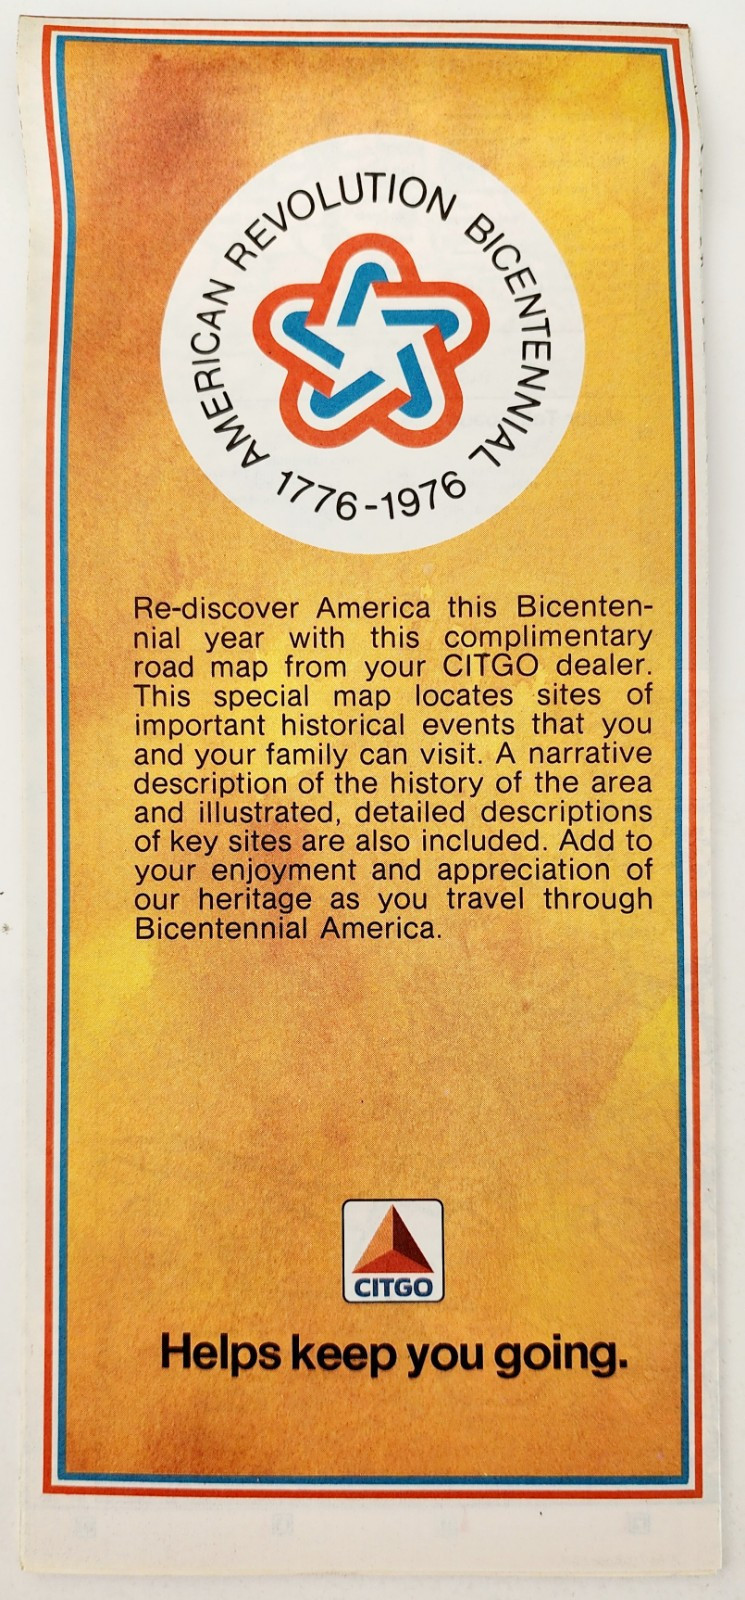 AMERICAN REVOLUTION BICENTENNIAL
1776-1976
Re-discover America this Bicenten-
nial year with this complimentary
road map from your CITGO dealer.
This special map locates sites of
important historical events that you
and your family can visit. A narrative
description of the history of the area
and illustrated, detailed descriptions
of key sites are also included. Add to
your enjoyment and appreciation of
our heritage as you travel through
Bicentennial America.
CITGO
Helps keep you going.